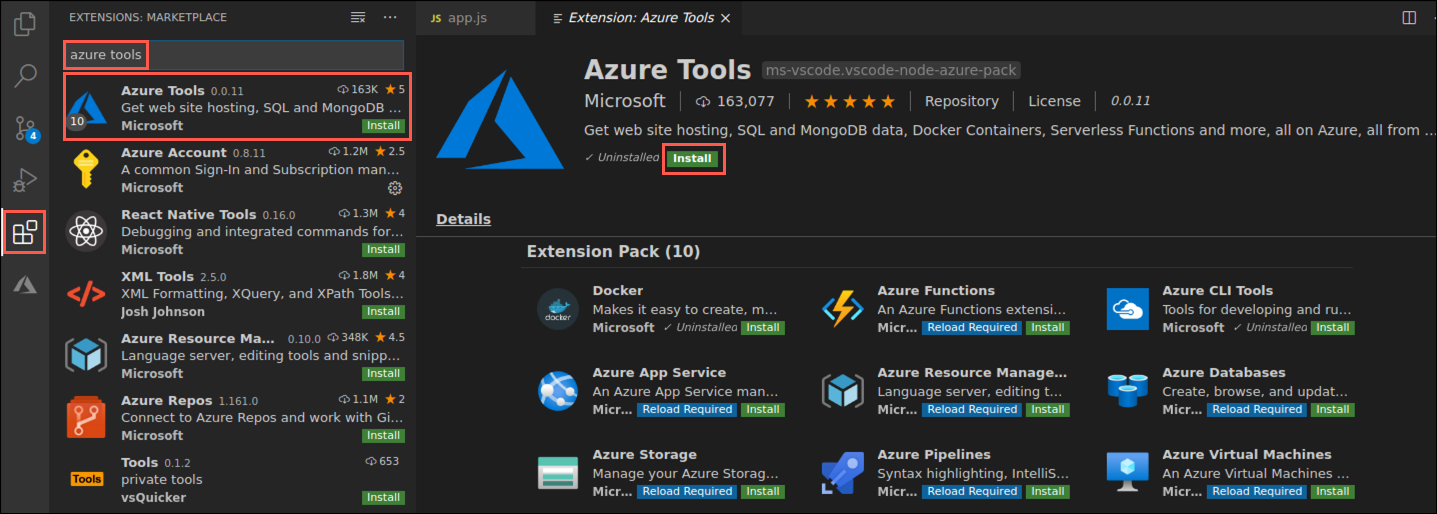 EXTENSIONS: MARKETPLACE
azure tools
Azure Tools 0.0.11 163K 5
Get web site hosting, SQL and MongoDB ...
10
Microsoft Install
Azure Account 0.8.11 1.2M 2.5
A common Sign-In and Subscription man...
Microsoft
React Native Tools 0.16.0 1.3M 4
Debugging and integrated commands for...
Microsoft Install
XML Tools 2.5.0 1.8M 4
XML Formatting, XQuery, and XPath Tools...
Josh Johnson Install
Azure Resource Ma... 0.10.0 348K 4.5
Language server, editing tools and snipp...
Microsoft Install
Azure Repos 1.161.0 1.1M 2
Connect to Azure Repos and work with Gi...
Microsoft Install
Tools 0.1.2 653
private tools
Tools
vsQuicker Install
4
JS app.js
Extension: Azure Tools
Azure Tools ms-vscode.vscode-node-azure-pack
Microsoft 163,077 Repository License 0.0.11
Get web site hosting, SQL and MongoDB data, Docker Containers, Serverless Functions and more, all on Azure, all from ...
✓ Uninstalled Install
Details
Extension Pack (10)
Docker
Makes it easy to create, m...
docker
Microsoft ✓ Uninstalled Install
Azure Functions
An Azure Functions extensi...
Micr... Reload Required Install
Azure CLI Tools
Tools for developing and ru...
Microsoft ✓ Uninstalled Install
Azure App Service
An Azure App Service man...
Micr... Reload Required Install
Azure Resource Manage...
Language server, editing t...
Micr... Reload Required Install
Azure Databases
Create, browse, and updat...
Micr... Reload Required Install
Azure Storage
Manage your Azure Storag...
Micr... Reload Required Install
Azure Pipelines
Syntax highlighting, IntelliS...
Micr... Reload Required Install
Azure Virtual Machines
An Azure Virtual Machines ...
Micr... Reload Required Install